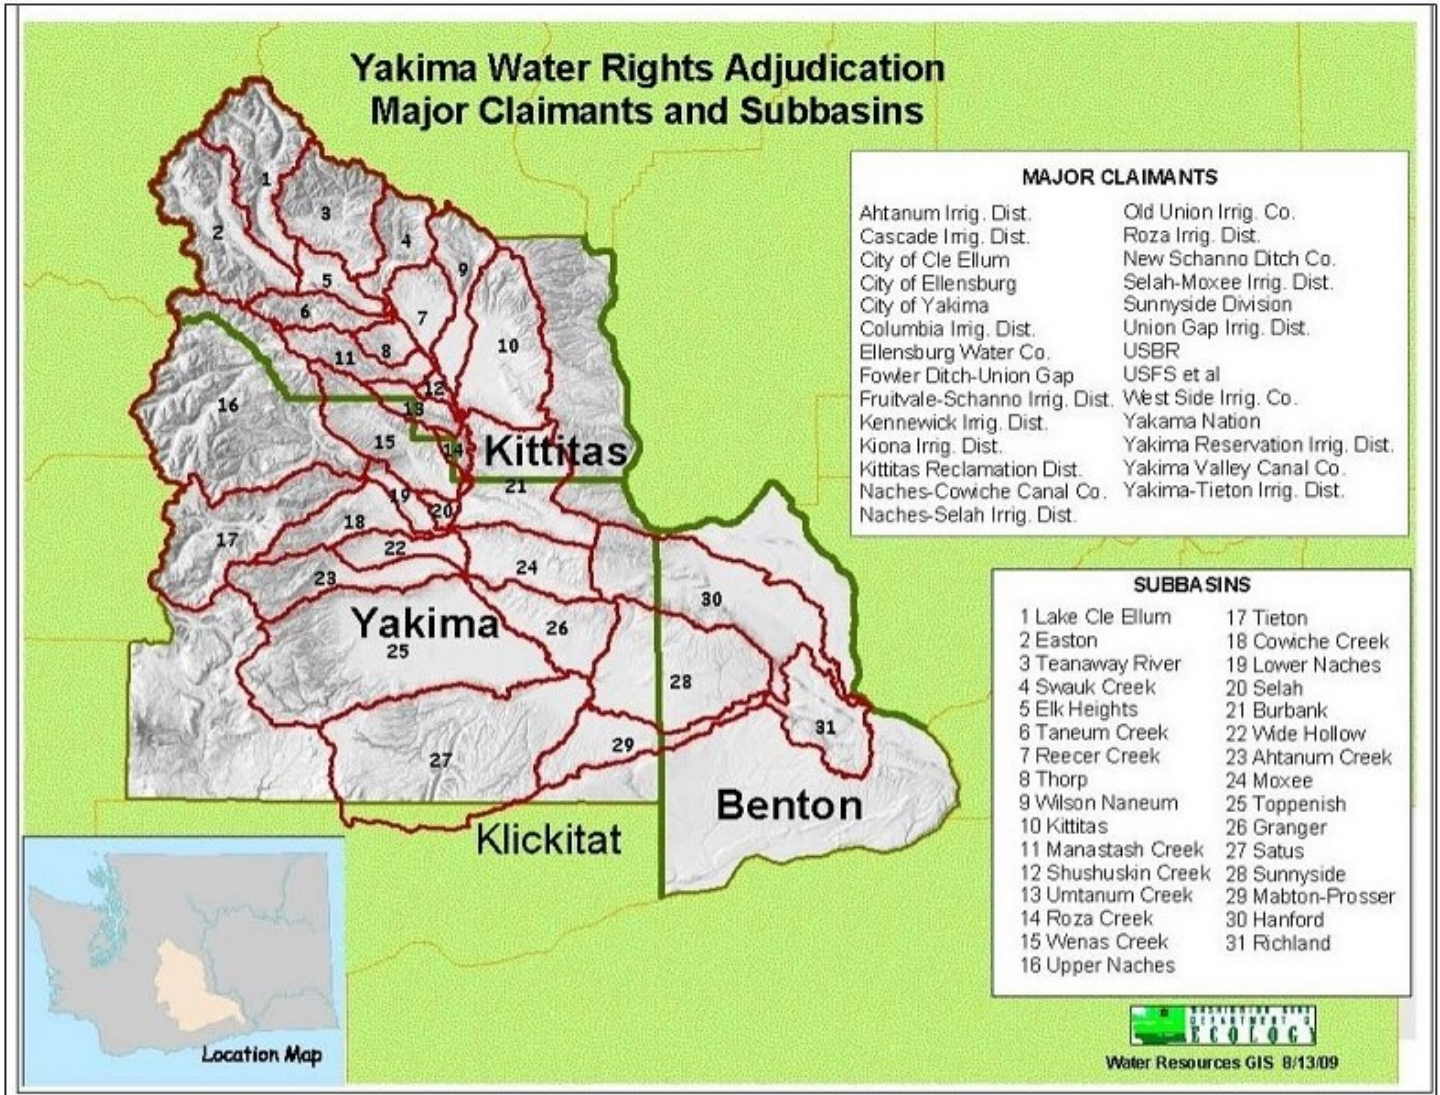 Yakima Water Rights Adjudication
Major Claimants and Subbasins
MAJOR CLAIMANTS
Ahtanum Irrig. Dist.
Cascade Irrig. Dist.
City of Cle Ellum
City of Ellensburg
City of Yakima
Columbia Irrig. Dist.
Ellensburg Water Co.
Fowler Ditch-Union Gap
Fruitvale-Schanno Irrig. Dist.
Kennewick Irrig. Dist.
Kiona Irrig. Dist.
Kittitas Reclamation Dist.
Naches-Cowiche Canal Co.
Naches-Selah Irrig. Dist.
Old Union Irrig. Co.
Roza Irrig. Dist.
New Schanno Ditch Co.
Selah-Moxee Irrig. Dist.
Sunnyside Division
Union Gap Irrig. Dist.
USBR
USFS et al
West Side Irrig. Co.
Yakama Nation
Yakima Reservation Irrig. Dist.
Yakima Valley Canal Co.
Yakima-Tieton Irrig. Dist.
1
2
3
4
5
9
6
7
10
8
11
12
13
16
15
14
Kittitas
19
21
20
18
17
22
24
23
30
Yakima
26
25
28
31
29
27
Benton
Klickitat
SUBBASINS
1 Lake Cle Ellum
2 Easton
3 Teanaway River
4 Swauk Creek
5 Elk Heights
6 Taneum Creek
7 Reecer Creek
8 Thorp
9 Wilson Naneum
10 Kittitas
11 Manastash Creek
12 Shushuskin Creek
13 Umtanum Creek
14 Roza Creek
15 Wenas Creek
16 Upper Naches
17 Tieton
18 Cowiche Creek
19 Lower Naches
20 Selah
21 Burbank
22 Wide Hollow
23 Ahtanum Creek
24 Moxee
25 Toppenish
26 Granger
27 Satus
28 Sunnyside
29 Mabton-Prosser
30 Hanford
31 Richland
Location Map
ECOLOGY
Water Resources GIS 8/13/09